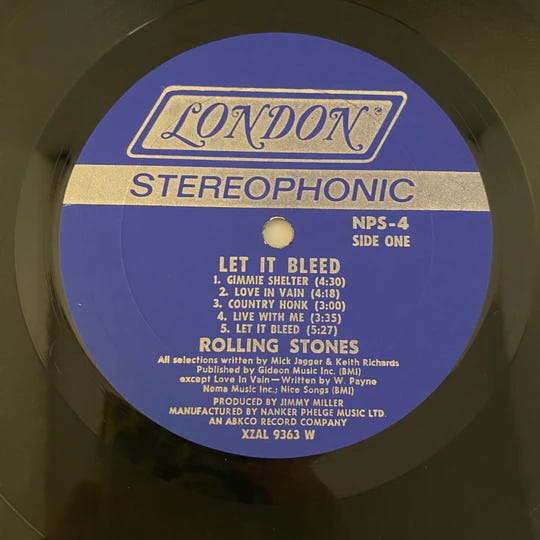 LONDON®
STEREOPHONIC
NPS-4
SIDE ONE
LET IT BLEED
1. GIMMIE SHELTER (4:30)
2. LOVE IN VAIN (4:18)
3. COUNTRY HONK (3:00)
4. LIVE WITH ME (3:35)
5. LET IT BLEED (5:27)
ROLLING STONES
All selections written by Mick Jagger & Keith Richards
Published by Gideon Music Inc. (BMI)
except Love In Vain—Written by W. Payne
Noma Music Inc.; Nice Songs (BMI)
PRODUCED BY JIMMY MILLER
MANUFACTURED BY NANKER PHELGE MUSIC LTD.
AN ABKCO RECORD COMPANY
XZAL 9363 W